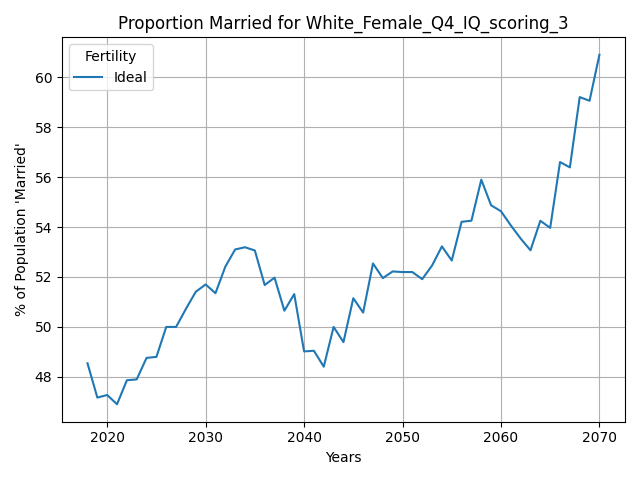 Proportion Married for White_Female_Q4_IQ_scoring_3
Fertility
Ideal
% of Population 'Married'
60
58
56
54
52
50
48
2020 2030 2040 2050 2060 2070
Years